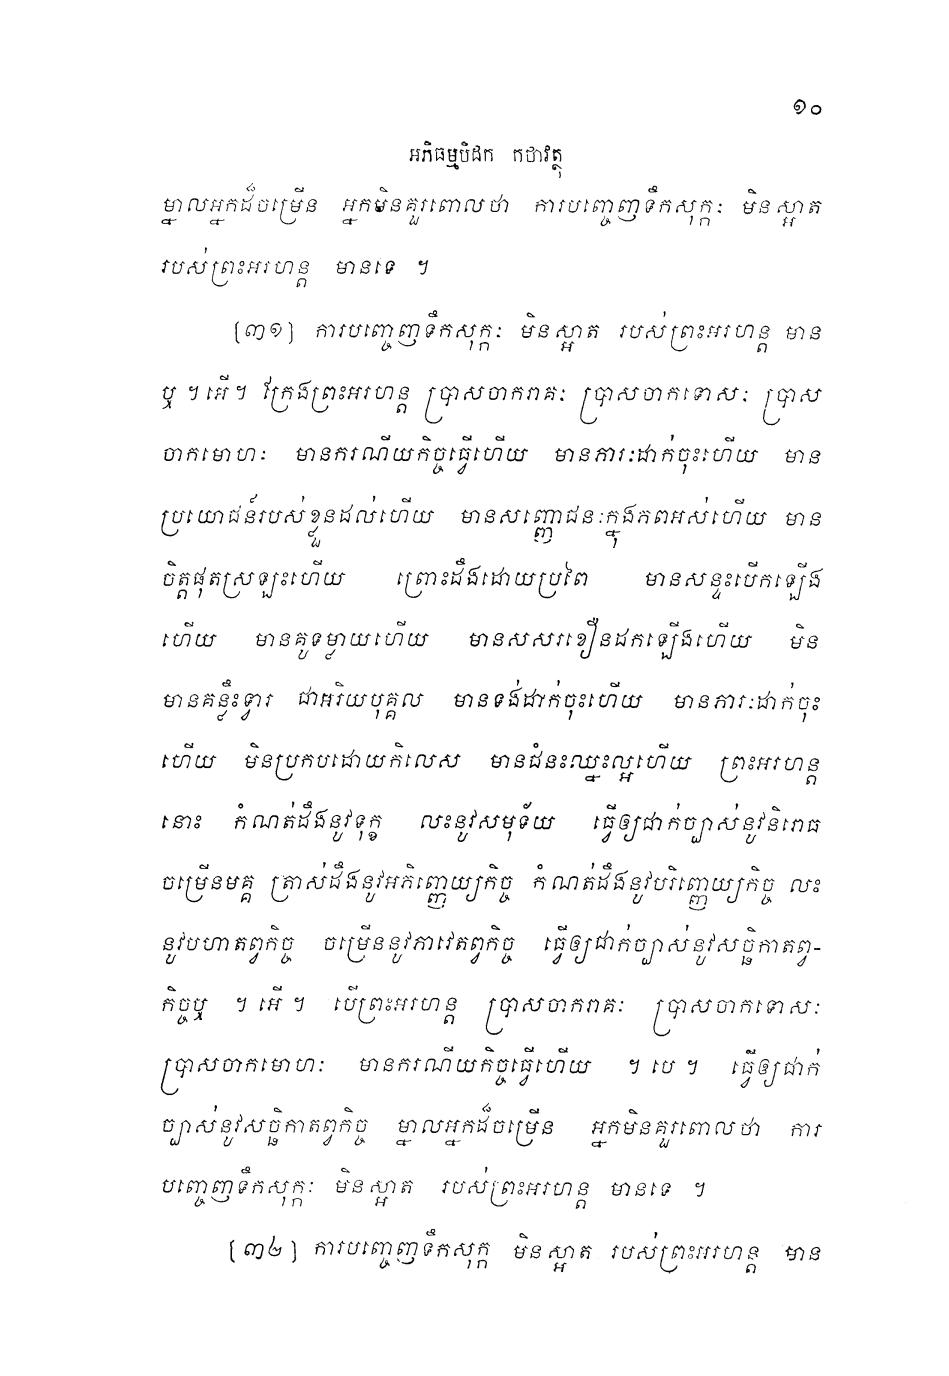 ១០
អភិធម្មបិដក កថាវត្ថុ
ម្នាលអ្នកដ៏ចម្រើន អ្នកមិនគួរពោលថា ការបញ្ចេញទឹកសុក្កៈ មិនស្អាត
របស់ព្រះអរហន្ត មានទេ ។
[៣១] ការបញ្ចេញទឹកសុក្កៈ មិនស្អាត របស់ព្រះអរហន្ត មាន
ឬ ។ អើ ។ ក្រែងព្រះអរហន្ត ប្រាសចាករាគៈ ប្រាសចាកទោសៈ ប្រាស
ចាកមោហៈ មានករណីយកិច្ចធ្វើហើយ មានភារៈដាក់ចុះហើយ មាន
ប្រយោជន៍របស់ខ្លួនដល់ហើយ មានសញ្ញោជនៈក្នុងភពអស់ហើយ មាន
ចិត្តផុតស្រឡះហើយ ព្រោះដឹងដោយប្រពៃ មានសន្ទះបើកឡើង
ហើយ មានគូទម្លាយហើយ មានសសរខឿនដកឡើងហើយ មិន
មានគន្លឹះទ្វារ ជាអរិយបុគ្គល មានទង់ដាក់ចុះហើយ មានភារៈដាក់ចុះ
ហើយ មិនប្រកបដោយកិលេស មានជំនះឈ្នះល្អហើយ ព្រះអរហន្ត
នោះ កំណត់ដឹងនូវទុក្ខ លះនូវសមុទ័យ ធ្វើឲ្យជាក់ច្បាស់នូវនិរោធ
ចម្រើនមគ្គ ត្រាស់ដឹងនូវអភិញ្ញេយ្យកិច្ច កំណត់ដឹងនូវបរិញ្ញេយ្យកិច្ច លះ
នូវបហាតព្វកិច្ច ចម្រើននូវភាវេតព្វកិច្ច ធ្វើឲ្យជាក់ច្បាស់នូវសច្ឆិកាតព្វ-
កិច្ចឬ ។ អើ ។ បើព្រះអរហន្ត ប្រាសចាករាគៈ ប្រាសចាកទោសៈ
ប្រាសចាកមោហៈ មានករណីយកិច្ចធ្វើហើយ ។ បេ ។ ធ្វើឲ្យជាក់
ច្បាស់នូវសច្ឆិកាតព្វកិច្ច ម្នាលអ្នកដ៏ចម្រើន អ្នកមិនគួរពោលថា ការ
បញ្ចេញទឹកសុក្កៈ មិនស្អាត របស់ព្រះអរហន្ត មានទេ ។
[៣២] ការបញ្ចេញទឹកសុក្ក មិនស្អាត របស់ព្រះអរហន្ត មាន